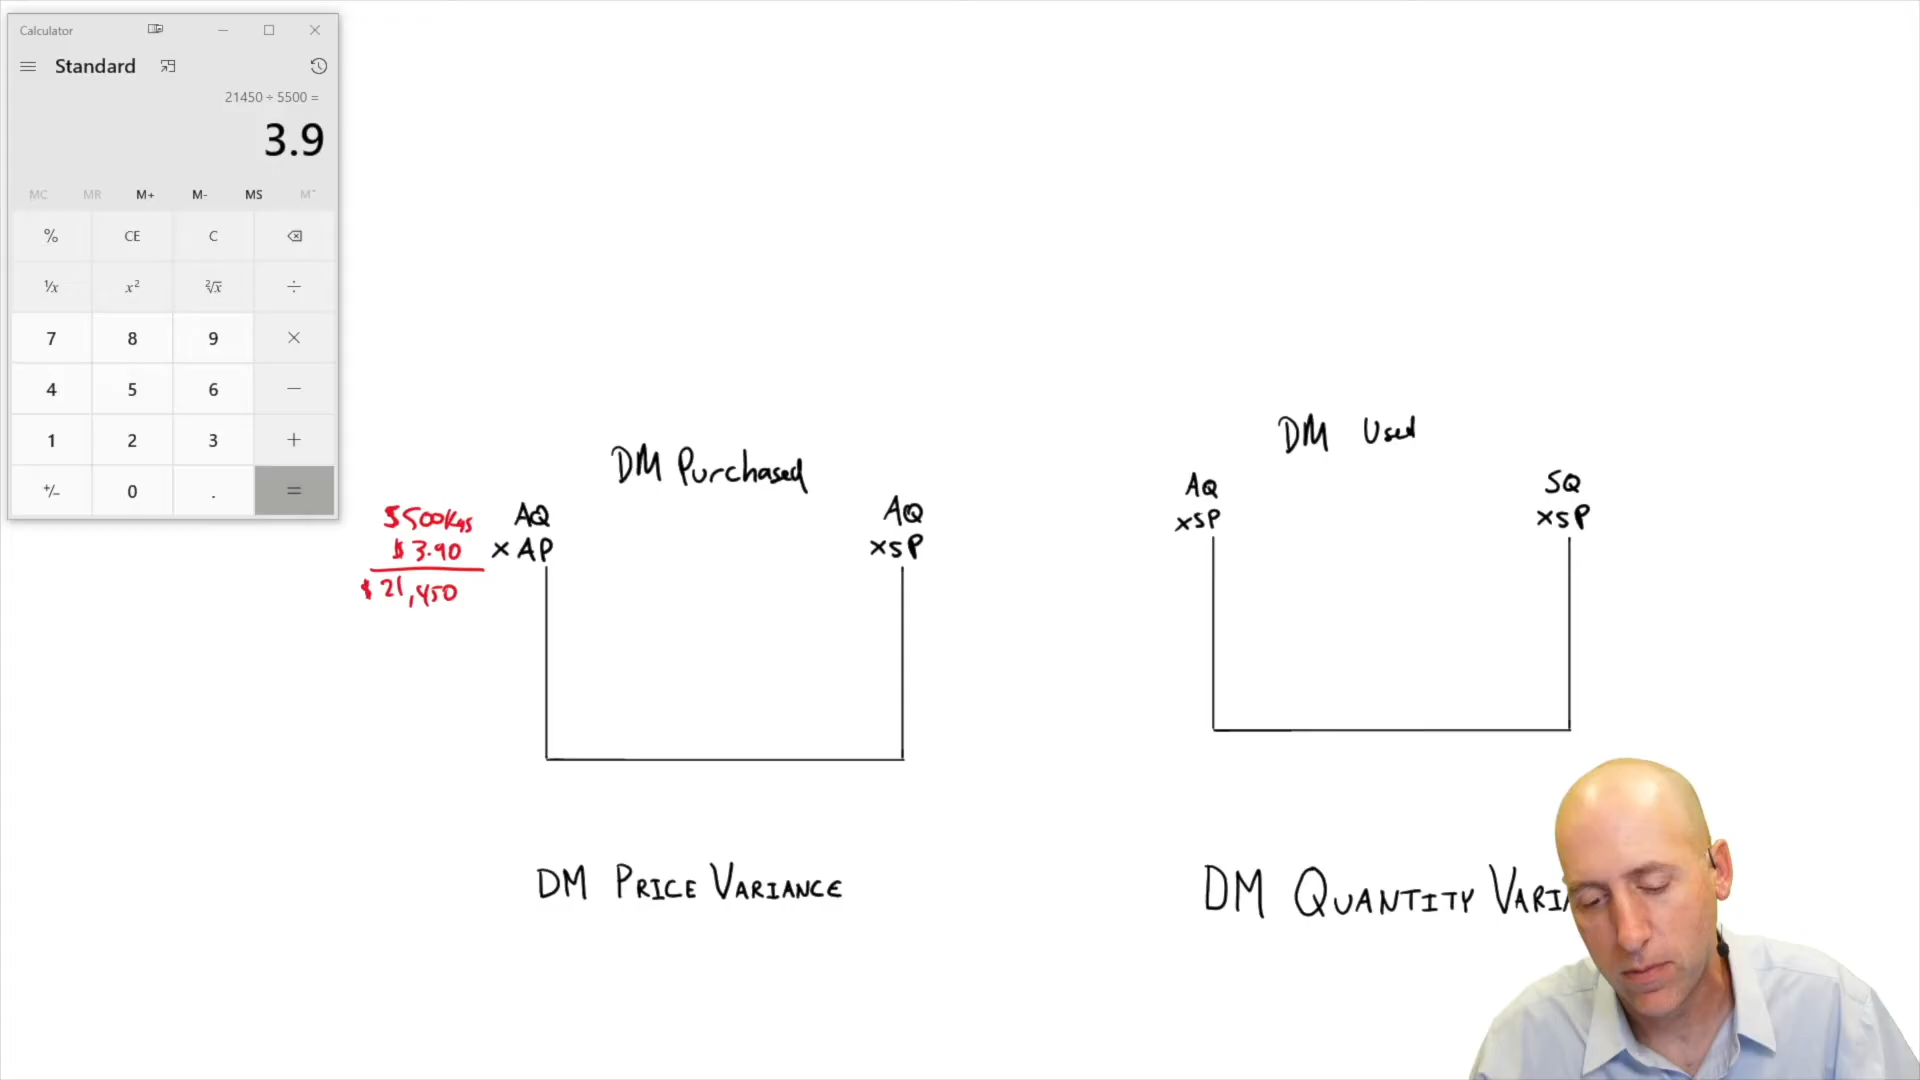 Calculator
Standard
21450 ÷ 5500 =
3.9
MC MR M+ M- MS M˅
% CE C
¹/x x² ²√x ÷
7 8 9 ×
4 5 6 −
1 2 3 +
+/− 0 . =
DM Purchased
5500Kgs AQ
$3.90 × AP
$21,450
AQ
×SP
DM PRICE VARIANCE
DM Used
AQ
×SP
SQ
×SP
DM QUANTITY VARIA